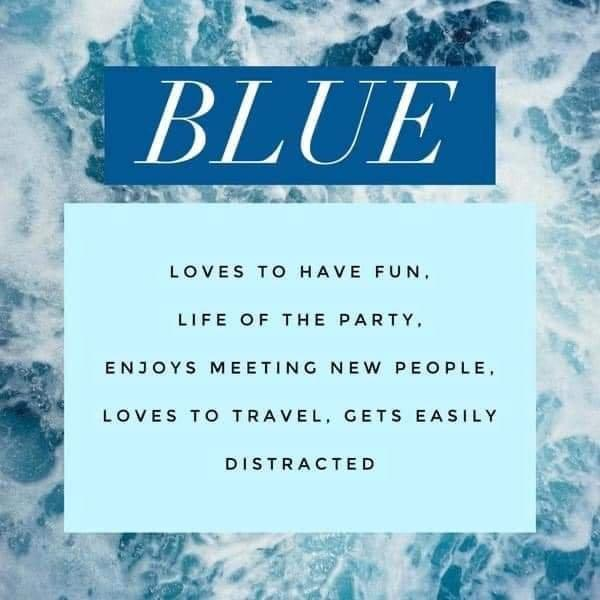 BLUE
LOVES TO HAVE FUN,
LIFE OF THE PARTY,
ENJOYS MEETING NEW PEOPLE,
LOVES TO TRAVEL, GETS EASILY
DISTRACTED